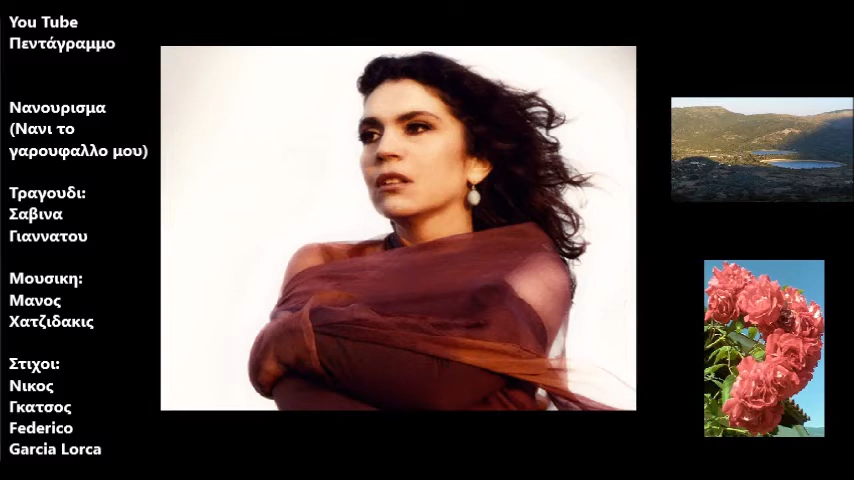 You Tube
Πεντάγραμμο
Νανουρισμα
(Νανι το
γαρουφαλλο μου)
Τραγουδι:
Σαβινα
Γιαννατου
Μουσικη:
Μανος
Χατζιδακις
Στιχοι:
Νικος
Γκατσος
Federico
Garcia Lorca